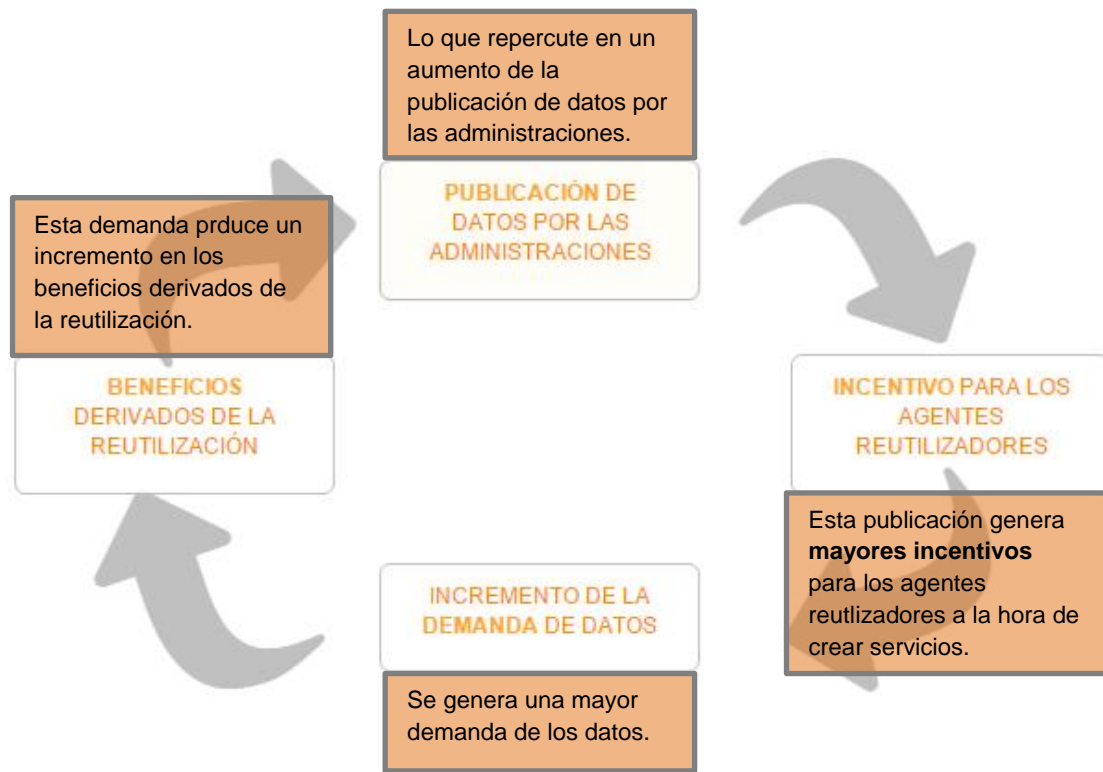 Lo que repercute en un
aumento de la
publicación de datos por
las administraciones.
PUBLICACIÓN DE
DATOS POR LAS
ADMINISTRACIONES
Esta demanda prduce un
incremento en los
beneficios derivados de
la reutilización.
BENEFICIOS
DERIVADOS DE LA
REUTILIZACIÓN
INCENTIVO PARA LOS
AGENTES
REUTILIZADORES
Esta publicación genera
mayores incentivos
para los agentes
reutlizadores a la hora de
crear servicios.
INCREMENTO DE LA
DEMANDA DE DATOS
Se genera una mayor
demanda de los datos.